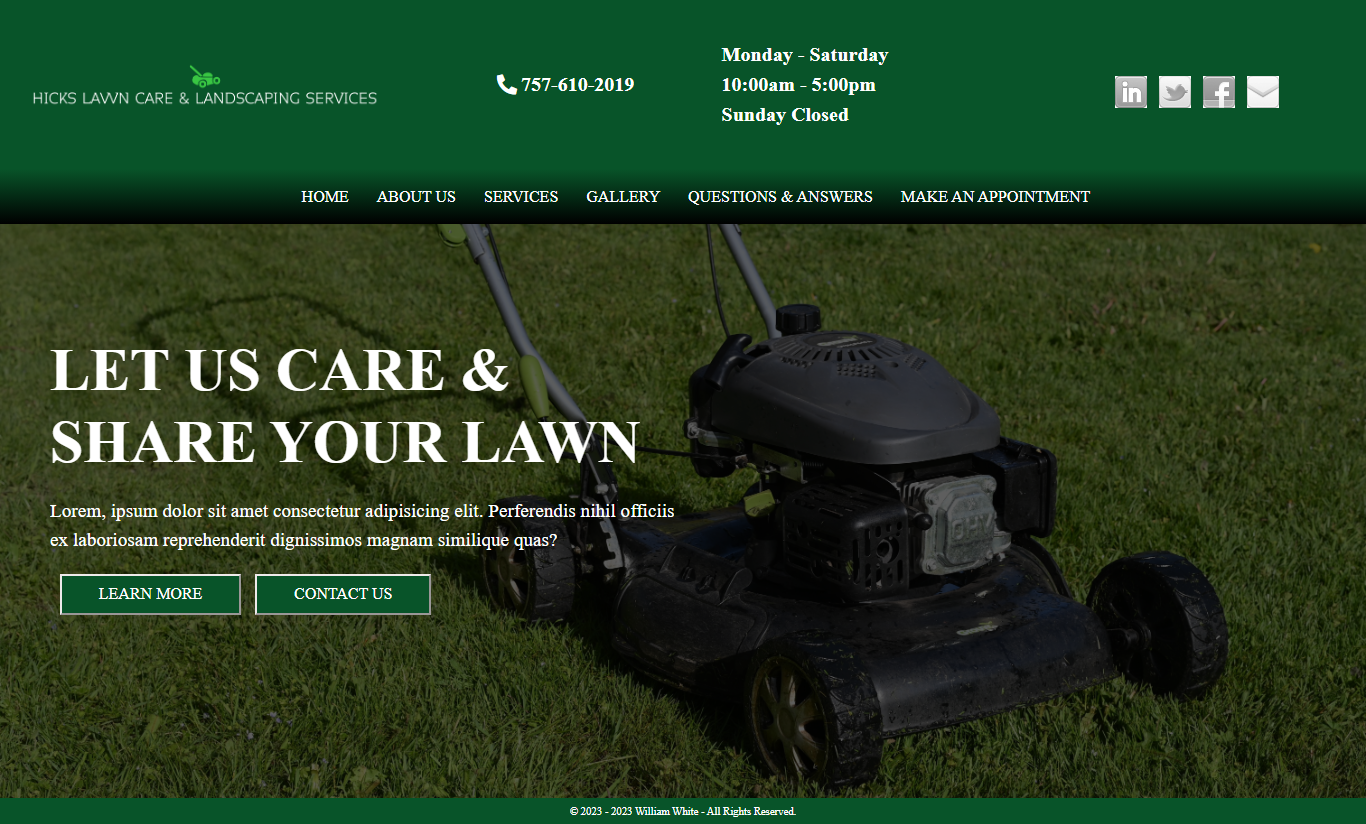 HICKS LAWN CARE & LANDSCAPING SERVICES
757-610-2019
Monday - Saturday
10:00am - 5:00pm
Sunday Closed
in
f
HOME ABOUT US SERVICES GALLERY QUESTIONS & ANSWERS MAKE AN APPOINTMENT
LET US CARE &
SHARE YOUR LAWN
Lorem, ipsum dolor sit amet consectetur adipisicing elit. Perferendis nihil officiis
ex laboriosam reprehenderit dignissimos magnam similique quas?
LEARN MORE CONTACT US
© 2023 - 2023 William White - All Rights Reserved.